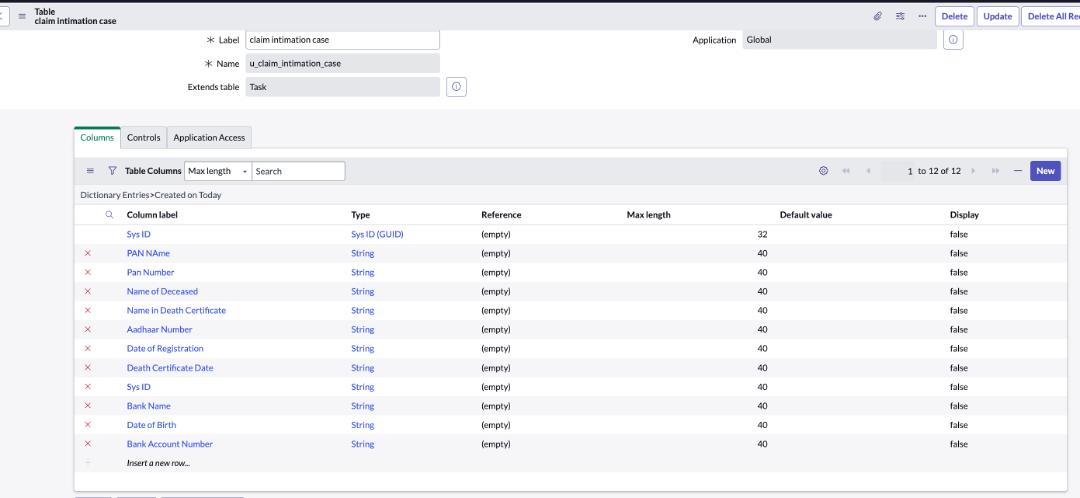 Table
claim intimation case
Delete Update Delete All Rec
* Label claim intimation case Application Global
* Name u_claim_intimation_case
Extends table Task
Columns Controls Application Access
Table Columns Max length Search 1 to 12 of 12 New
Dictionary Entries>Created on Today
Column label Type Reference Max length Default value Display
Sys ID Sys ID (GUID) (empty) 32 false
PAN NAme String (empty) 40 false
Pan Number String (empty) 40 false
Name of Deceased String (empty) 40 false
Name in Death Certificate String (empty) 40 false
Aadhaar Number String (empty) 40 false
Date of Registration String (empty) 40 false
Death Certificate Date String (empty) 40 false
Sys ID String (empty) 40 false
Bank Name String (empty) 40 false
Date of Birth String (empty) 40 false
Bank Account Number String (empty) 40 false
Insert a new row...